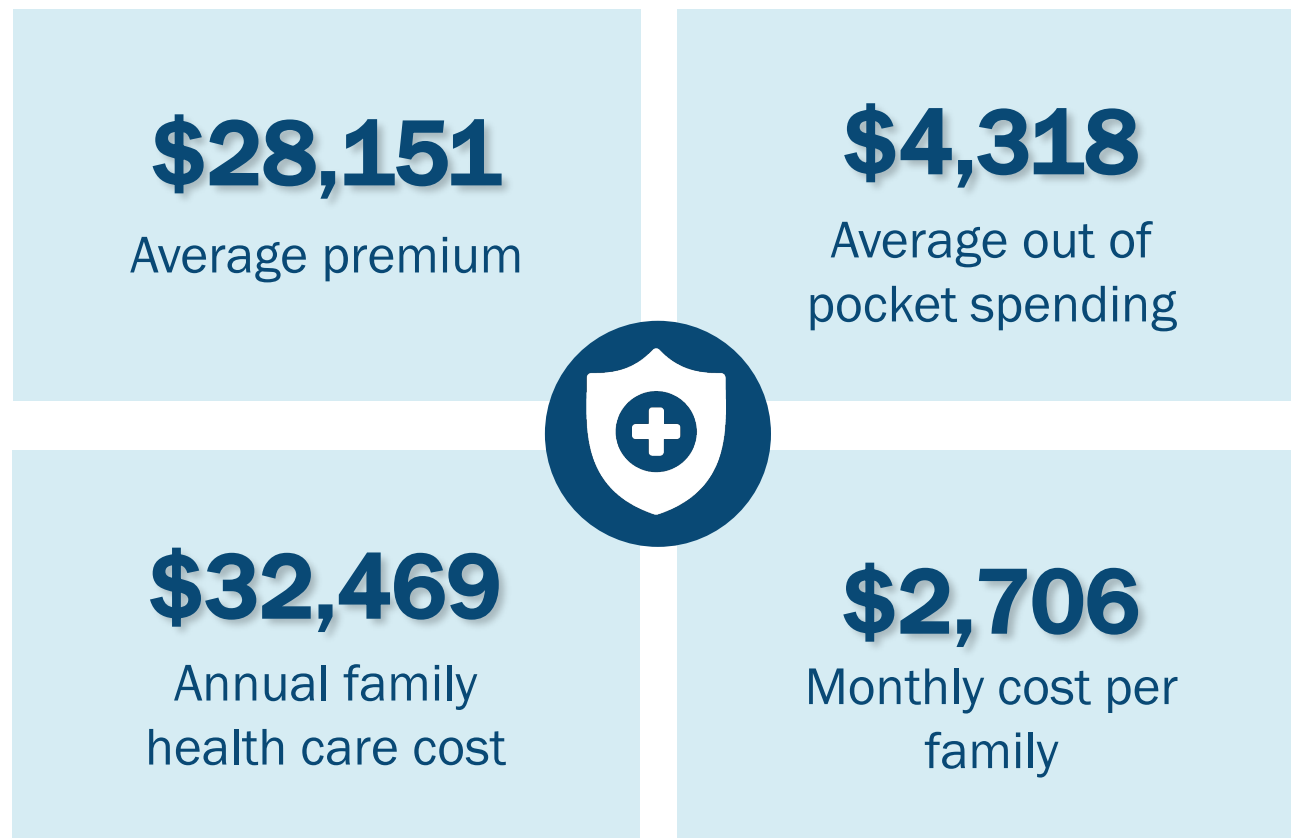 $28,151
Average premium
$4,318
Average out of
pocket spending
$32,469
Annual family
health care cost
$2,706
Monthly cost per
family